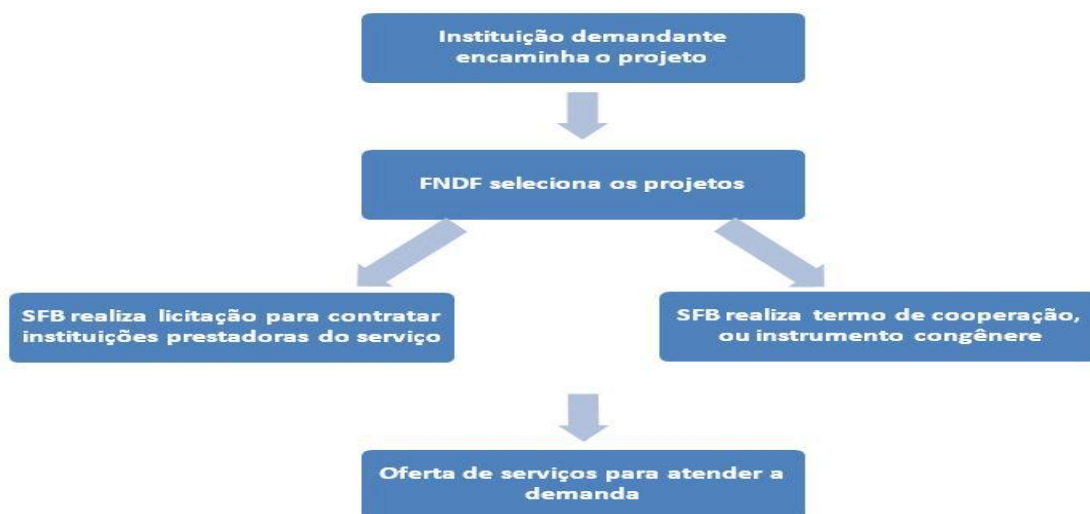 Instituição demandante
encaminha o projeto
FNDF seleciona os projetos
SFB realiza licitação para contratar
instituições prestadoras do serviço
SFB realiza termo de cooperação,
ou instrumento congênere
Oferta de serviços para atender a
demanda